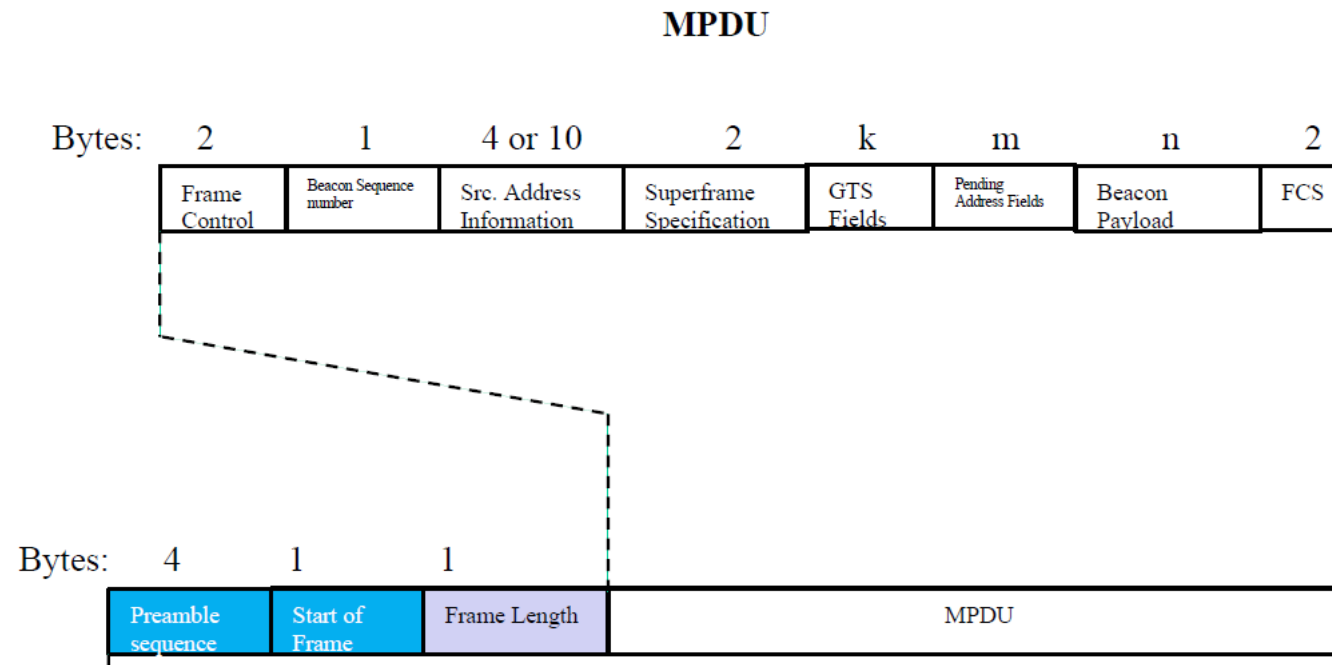 MPDU
Bytes: 2 1 4 or 10 2 k m n 2
Frame Control
Beacon Sequence number
Src. Address Information
Superframe Specification
GTS Fields
Pending Address Fields
Beacon Payload
FCS
Bytes: 4 1 1
Preamble sequence
Start of Frame
Frame Length
MPDU